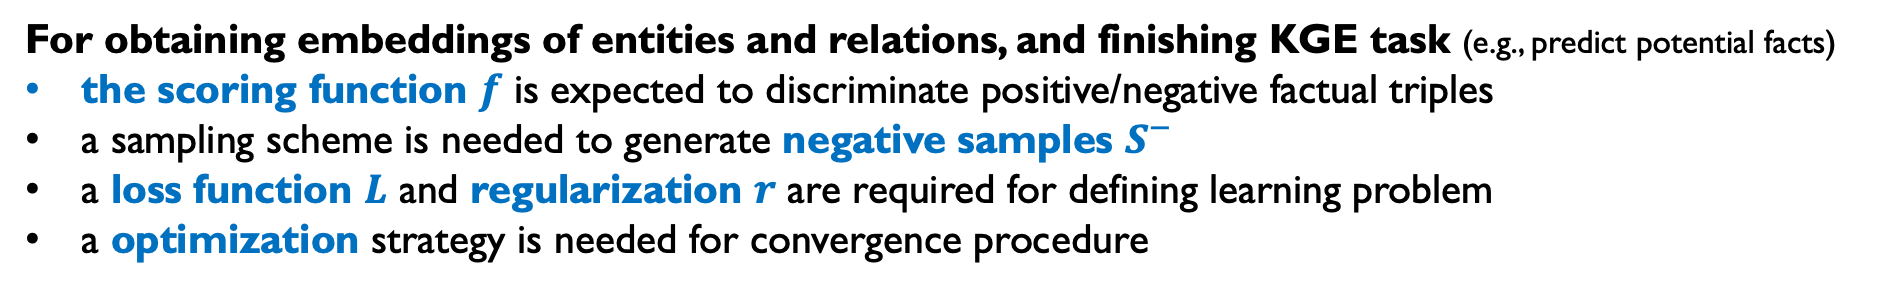 For obtaining embeddings of entities and relations, and finishing KGE task (e.g., predict potential facts)
• the scoring function f is expected to discriminate positive/negative factual triples
• a sampling scheme is needed to generate negative samples S⁻
• a loss function L and regularization r are required for defining learning problem
• a optimization strategy is needed for convergence procedure